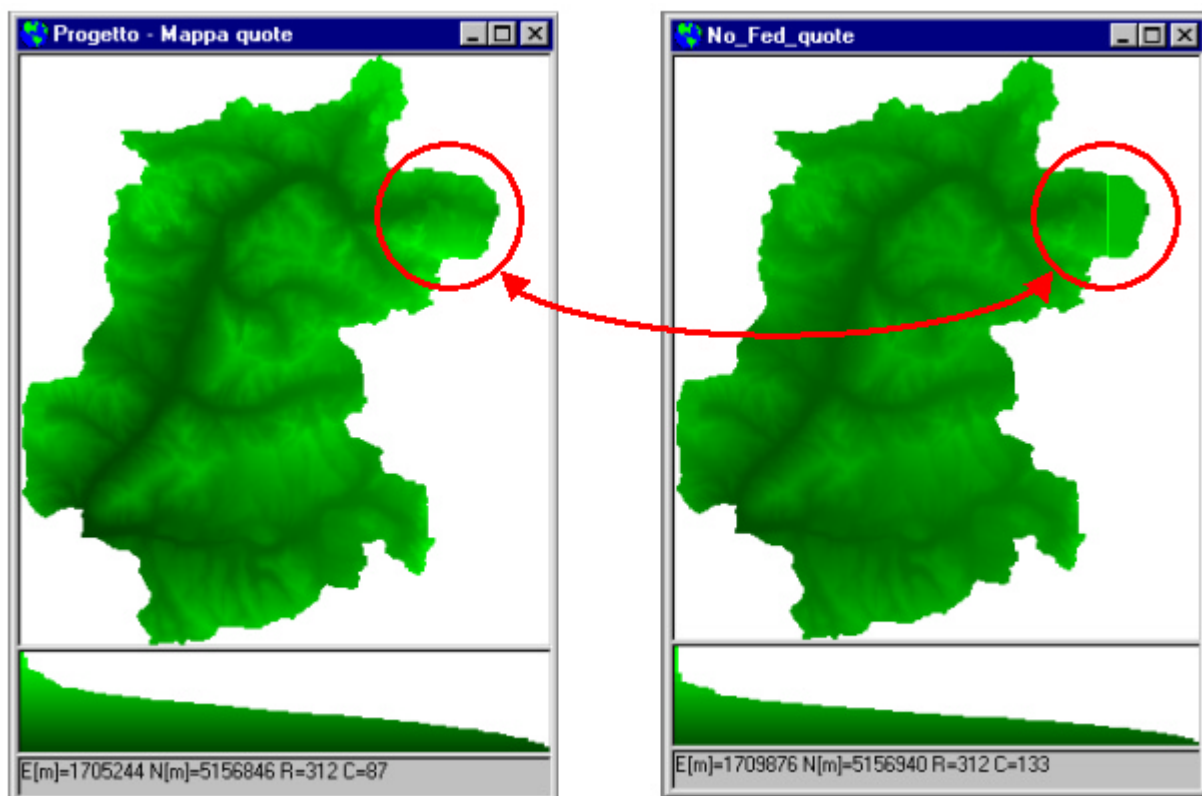 Progetto - Mappa quote
E[m]=1705244 N[m]=5156846 R=312 C=87
No_Fed_quote
E[m]=1709876 N[m]=5156940 R=312 C=133